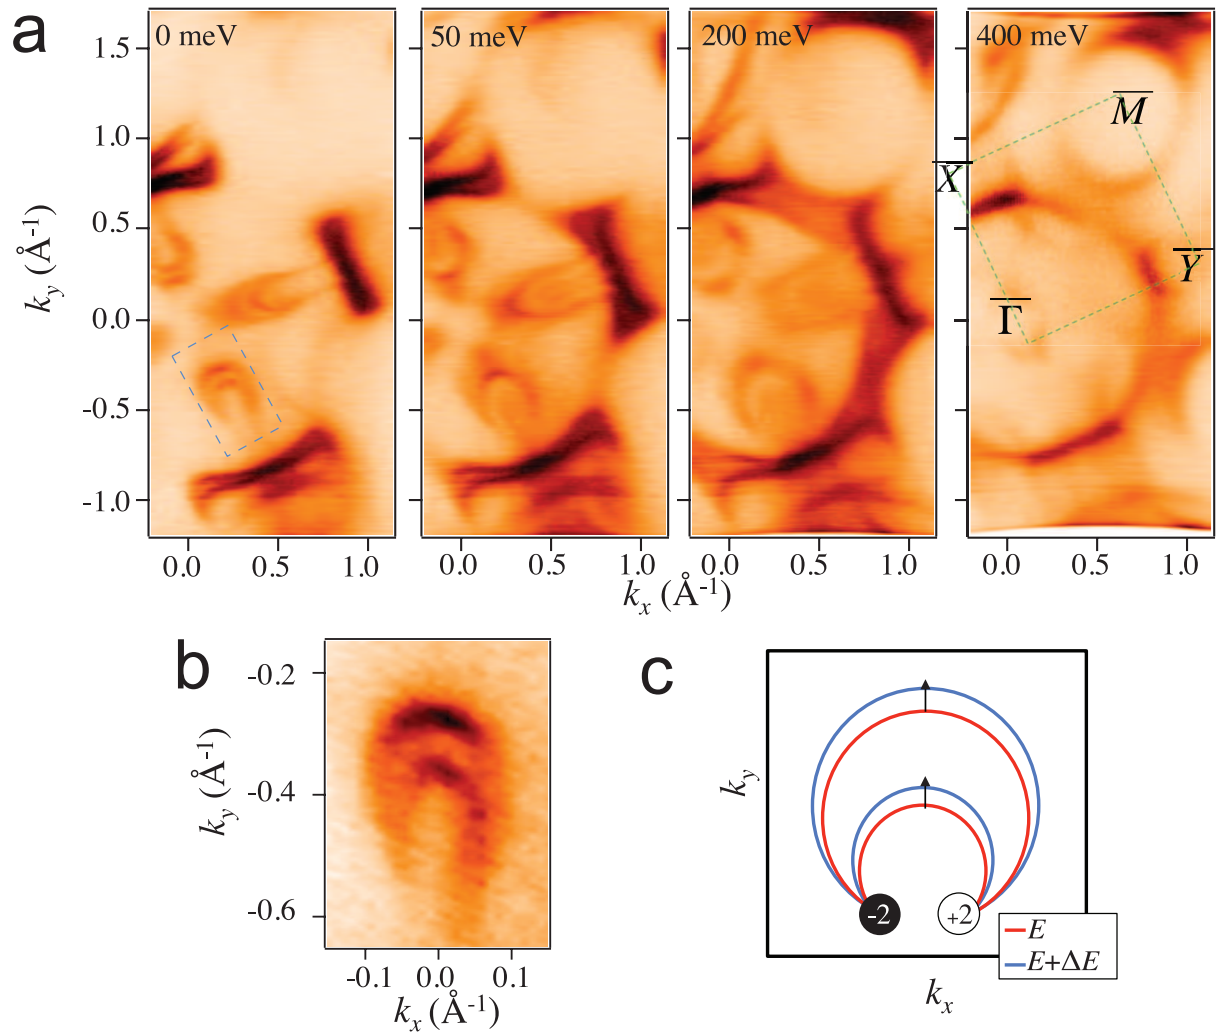 a
0 meV
50 meV
200 meV
400 meV
1.5
1.0
0.5
0.0
-0.5
-1.0
k_y (Å⁻¹)
M
X
Y
Γ
0.0 0.5 1.0
0.0 0.5 1.0
0.0 0.5 1.0
0.0 0.5 1.0
k_x (Å⁻¹)
b
-0.2
-0.4
-0.6
k_y (Å⁻¹)
-0.1 0.0 0.1
k_x (Å⁻¹)
c
k_y
-2
+2
E
E+ΔE
k_x